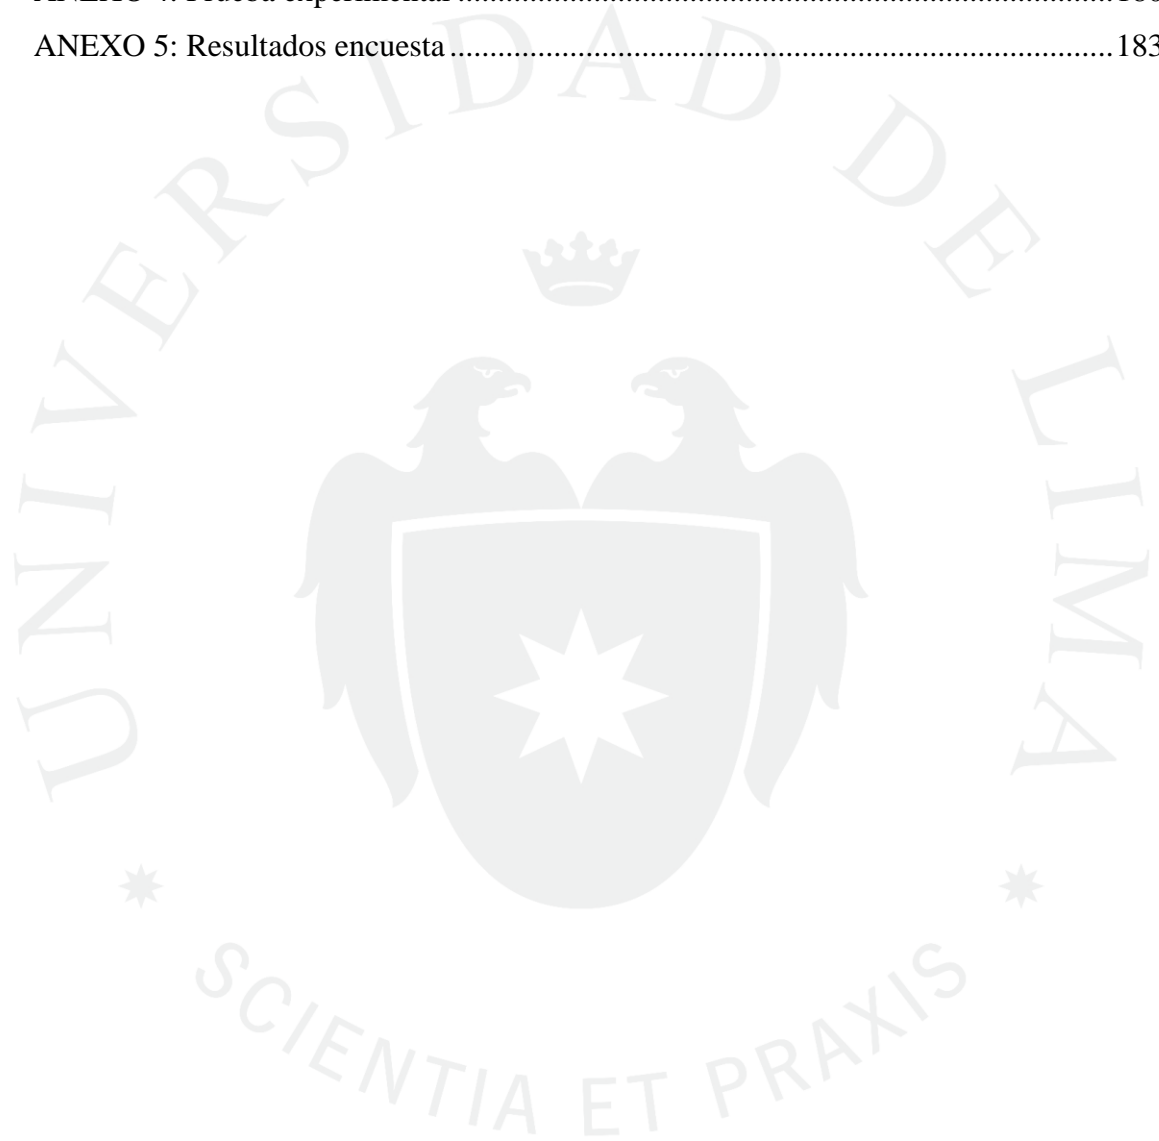 ANEXO 5: Resultados encuesta ........ 183
UNIVERSIDAD DE LIMA
SCIENTIA ET PRAXIS